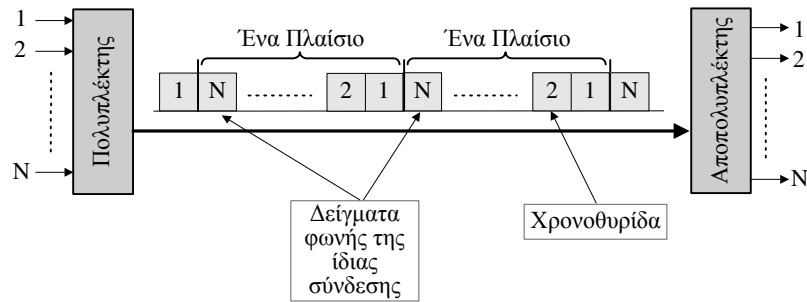 1
2
N
Πολυπλέκτης
Ένα Πλαίσιο
Ένα Πλαίσιο
1 N 2 1 N 2 1 N
Δείγματα
φωνής της
ίδιας
σύνδεσης
Χρονοθυρίδα
Αποπολυπλέκτης
1
2
N